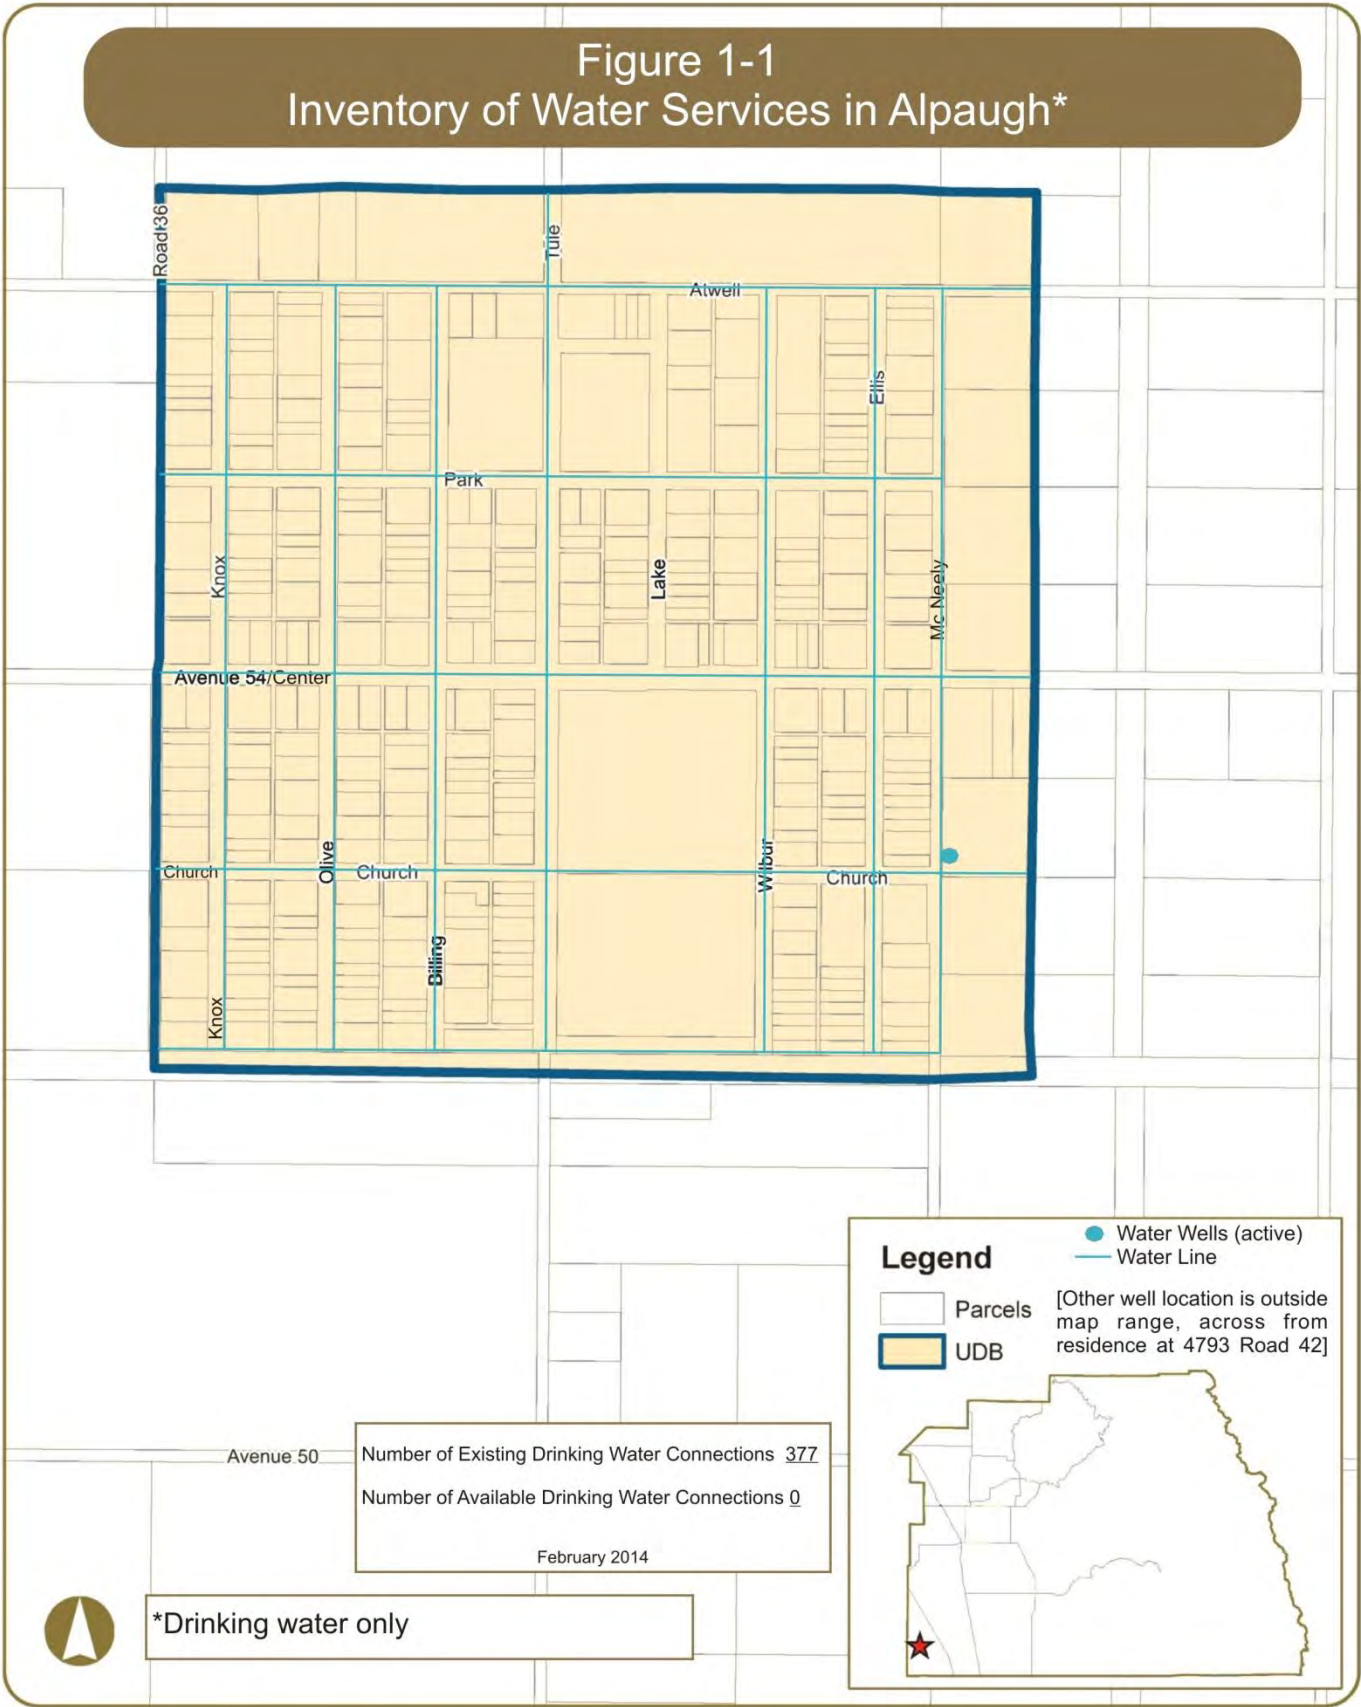 Figure 1-1
Inventory of Water Services in Alpaugh*
Road 36
Tule
Atwell
Ellis
Park
Knox
Lake
Mc Neely
Avenue 54/Center
Olive
Wilbur
Church
Church
Church
Billing
Knox
Legend
Water Wells (active)
Water Line
Parcels
UDB
[Other well location is outside
map range, across from
residence at 4793 Road 42]
Avenue 50
Number of Existing Drinking Water Connections 377
Number of Available Drinking Water Connections 0
February 2014
*Drinking water only